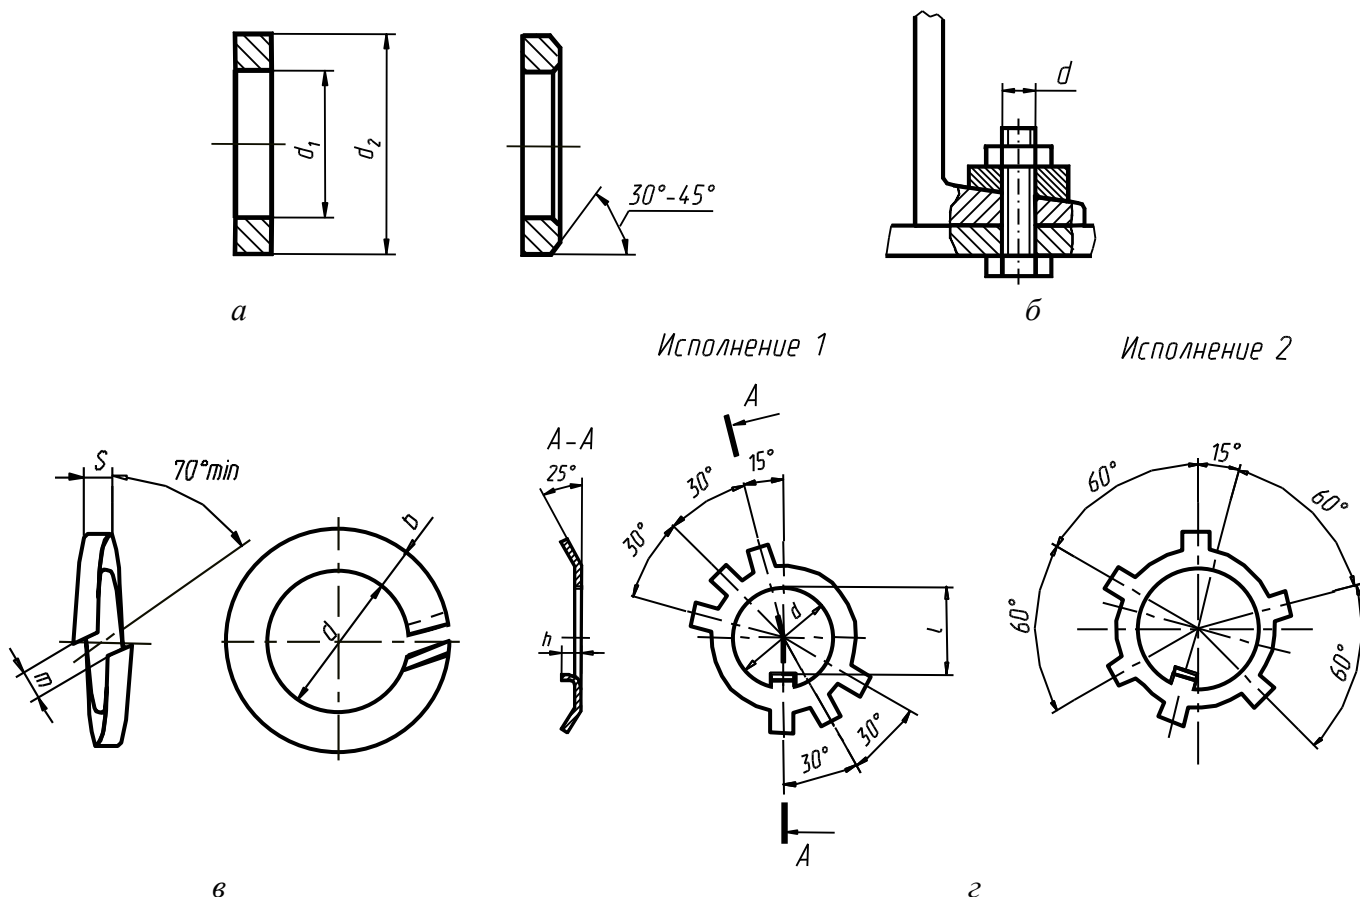 d₁
d₂
30°-45°
d
а
б
Исполнение 1
Исполнение 2
S
70°min
m
d
b
А-А
25°
h
А
30°
30°
15°
d
l
30°
30°
А
60°
15°
60°
60°
60°
в
г